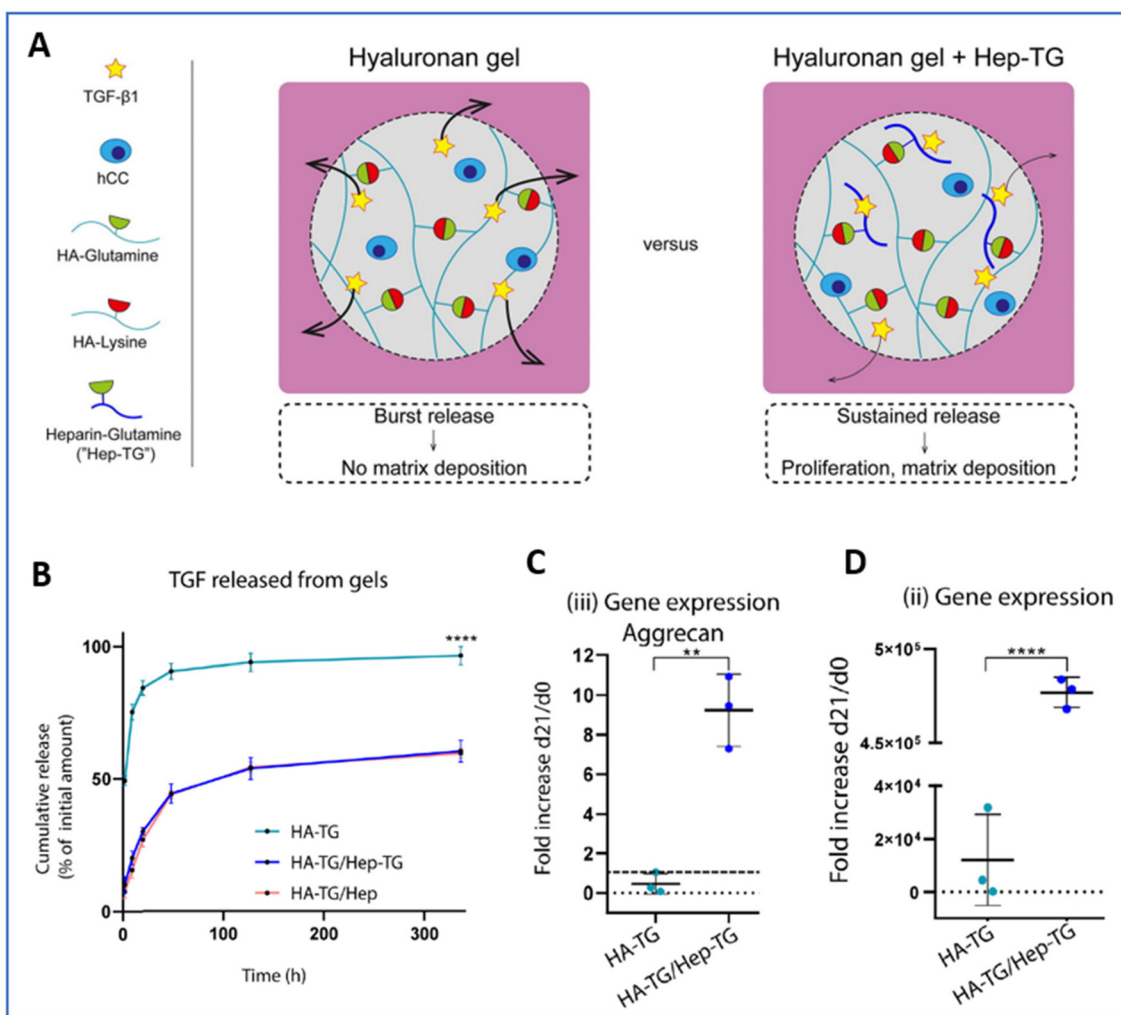 A
TGF-β1
hCC
HA-Glutamine
HA-Lysine
Heparin-Glutamine
("Hep-TG")
Hyaluronan gel
Burst release
No matrix deposition
versus
Hyaluronan gel + Hep-TG
Sustained release
Proliferation, matrix deposition
B
TGF released from gels
Cumulative release
(% of initial amount)
100
50
0
****
HA-TG
HA-TG/Hep-TG
HA-TG/Hep
0
100
200
300
Time (h)
C
(iii) Gene expression
Aggrecan
**
Fold increase d21/d0
12
10
8
6
4
2
1
0
HA-TG
HA-TG/Hep-TG
D
(ii) Gene expression
****
Fold increase d21/d0
5×10⁵
4.5×10⁵
4×10⁴
2×10⁴
0
HA-TG
HA-TG/Hep-TG